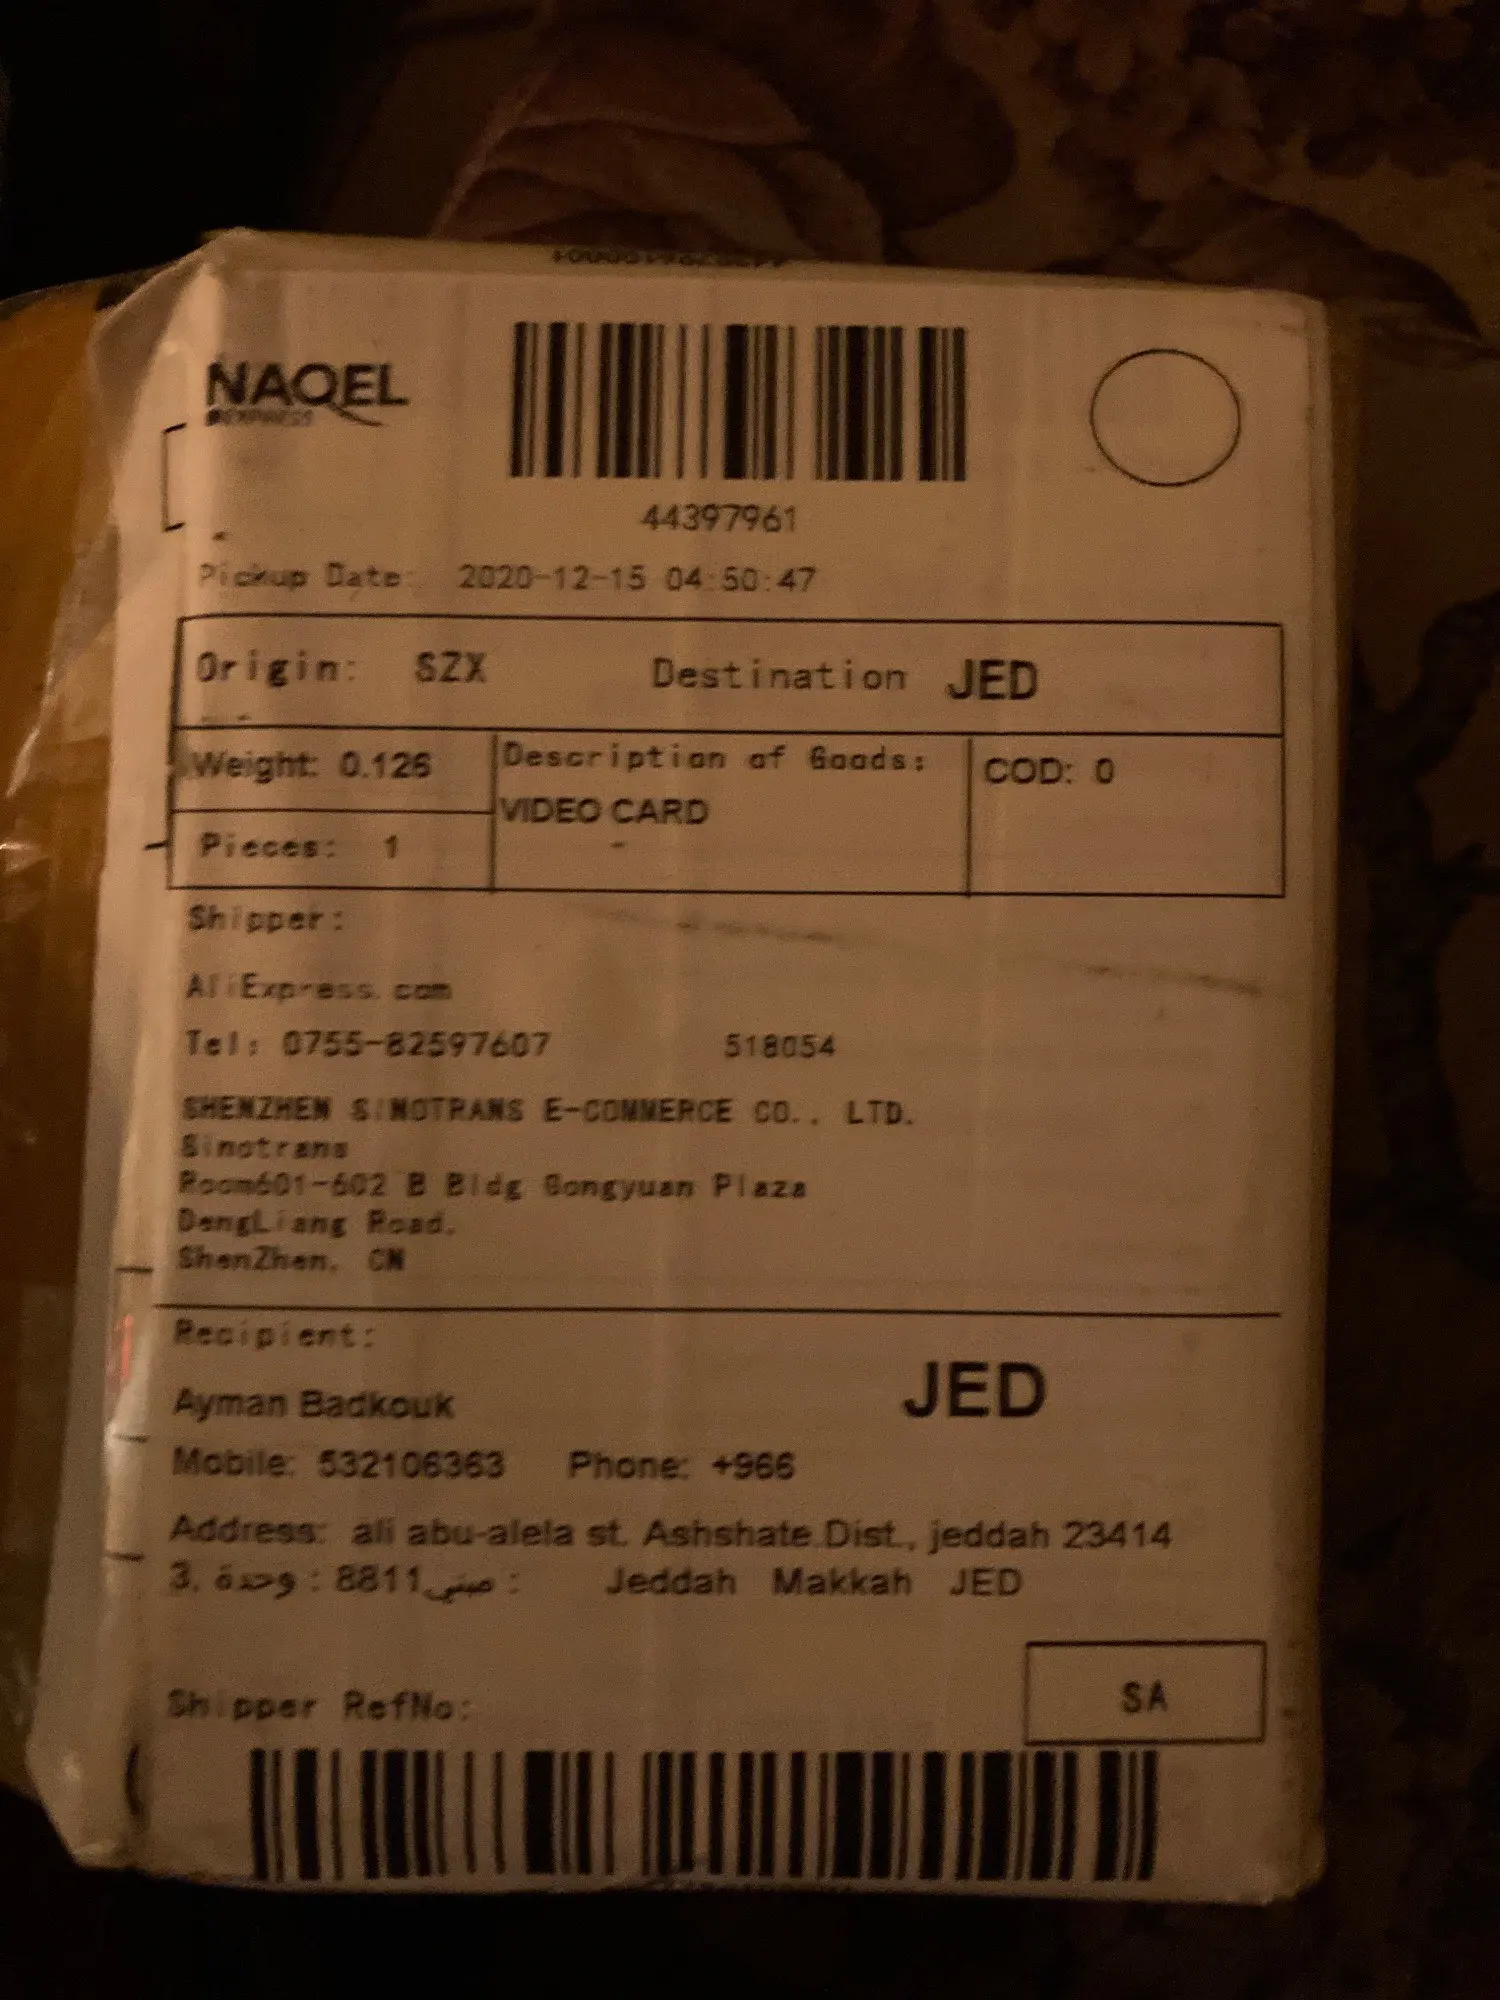 NAQEL
EXPRESS
44397961
Pickup Date: 2020-12-15 04:50:47
Origin: SZX Destination JED
Weight: 0.126 Description of Goods: COD: 0
VIDEO CARD
Pieces: 1
Shipper:
AliExpress.com
Tel: 0755-82597607 518054
SHENZHEN SINOTRANS E-COMMERCE CO., LTD.
Sinotrans
Room601-602 B Bldg Gongyuan Plaza
DengLiang Road.
ShenZhen. CN
Recipient:
Ayman Badkouk JED
Mobile: 532106363 Phone: +966
Address: ali abu-alela st. Ashshate Dist., jeddah 23414
3. وحدة : 8811مبنى : Jeddah Makkah JED
SA
Shipper RefNo: